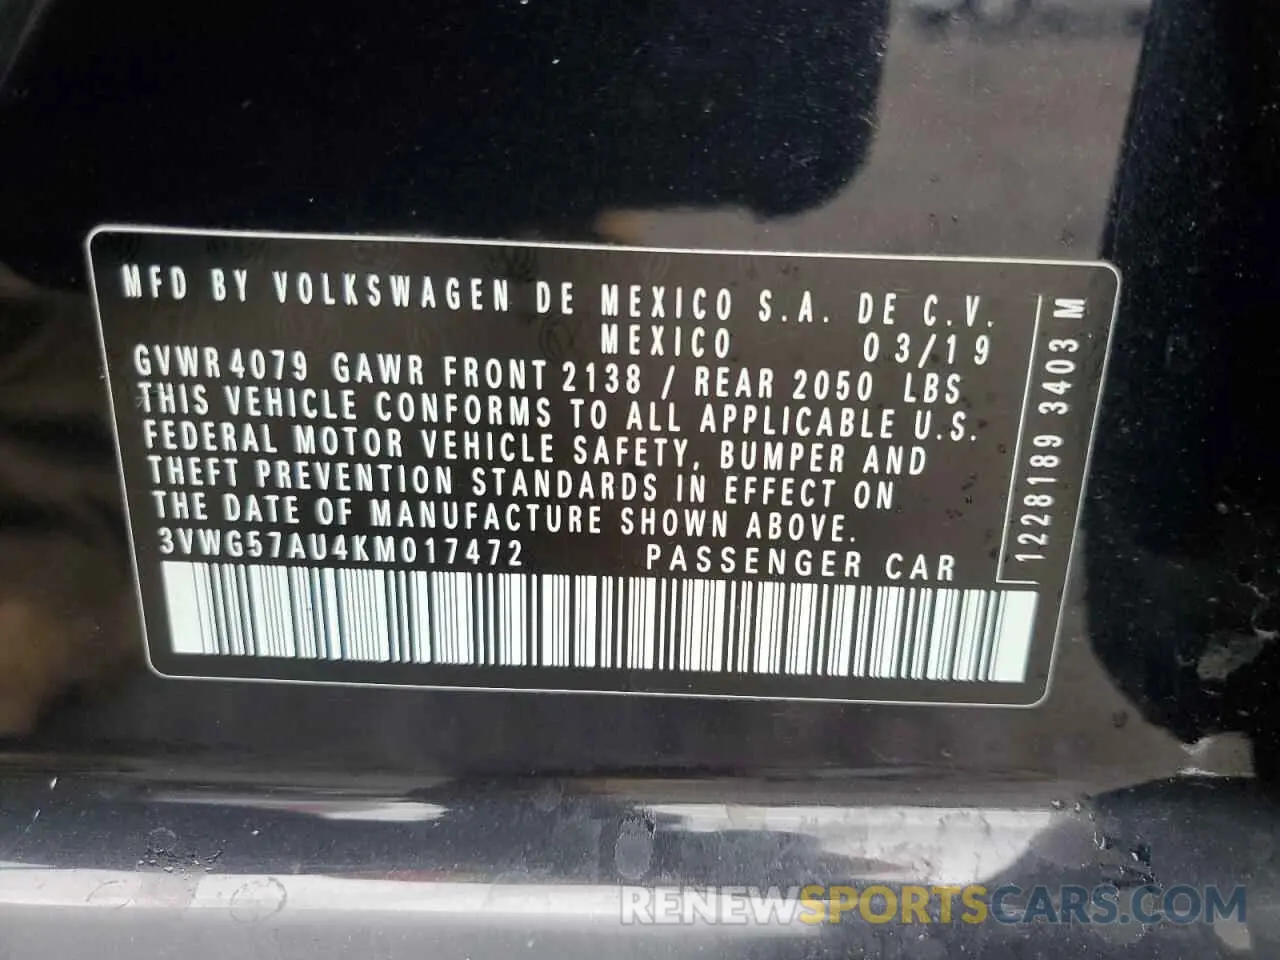 MFD BY VOLKSWAGEN DE MEXICO S.A. DE C.V.
MEXICO 03/19
GVWR 4079 GAWR FRONT 2138 / REAR 2050 LBS
THIS VEHICLE CONFORMS TO ALL APPLICABLE U.S.
FEDERAL MOTOR VEHICLE SAFETY, BUMPER AND
THEFT PREVENTION STANDARDS IN EFFECT ON
THE DATE OF MANUFACTURE SHOWN ABOVE.
3VWG57AU4KM017472 PASSENGER CAR
1228189 3403 M
RENEWSPORTSCARS.COM